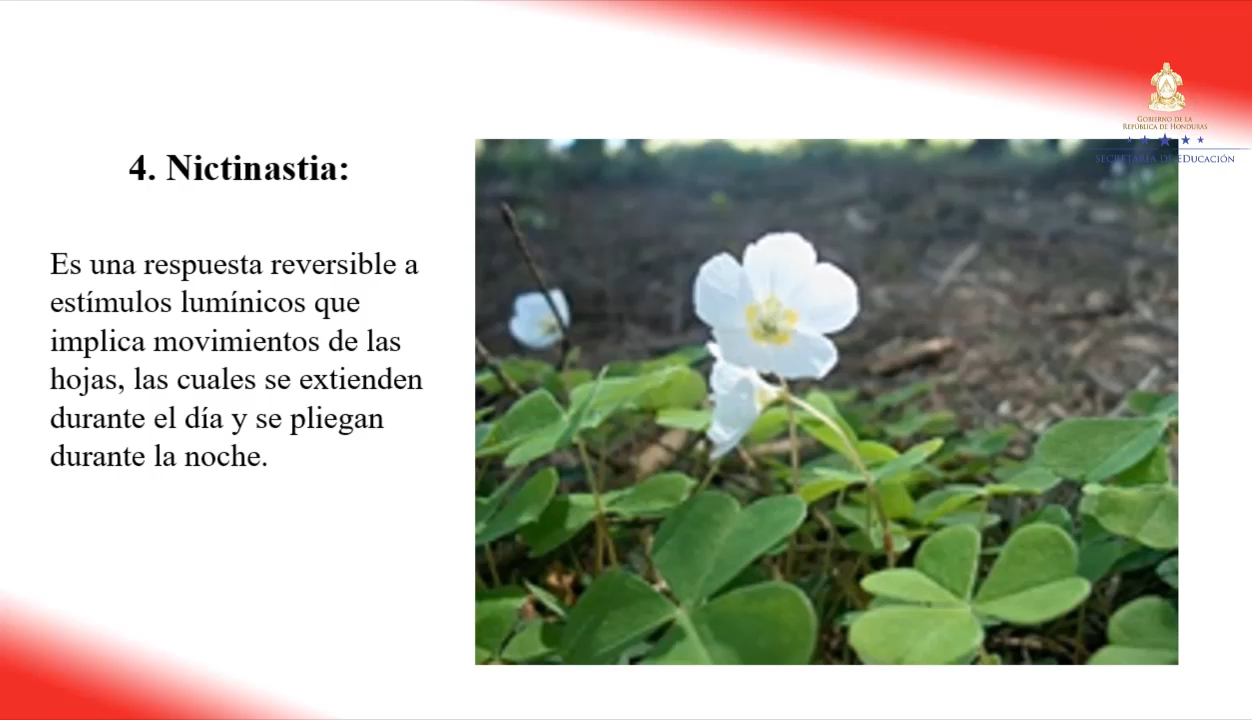 GOBIERNO DE LA
REPÚBLICA DE HONDURAS
SECRETARÍA DE EDUCACIÓN
4. Nictinastia:
Es una respuesta reversible a
estímulos lumínicos que
implica movimientos de las
hojas, las cuales se extienden
durante el día y se pliegan
durante la noche.